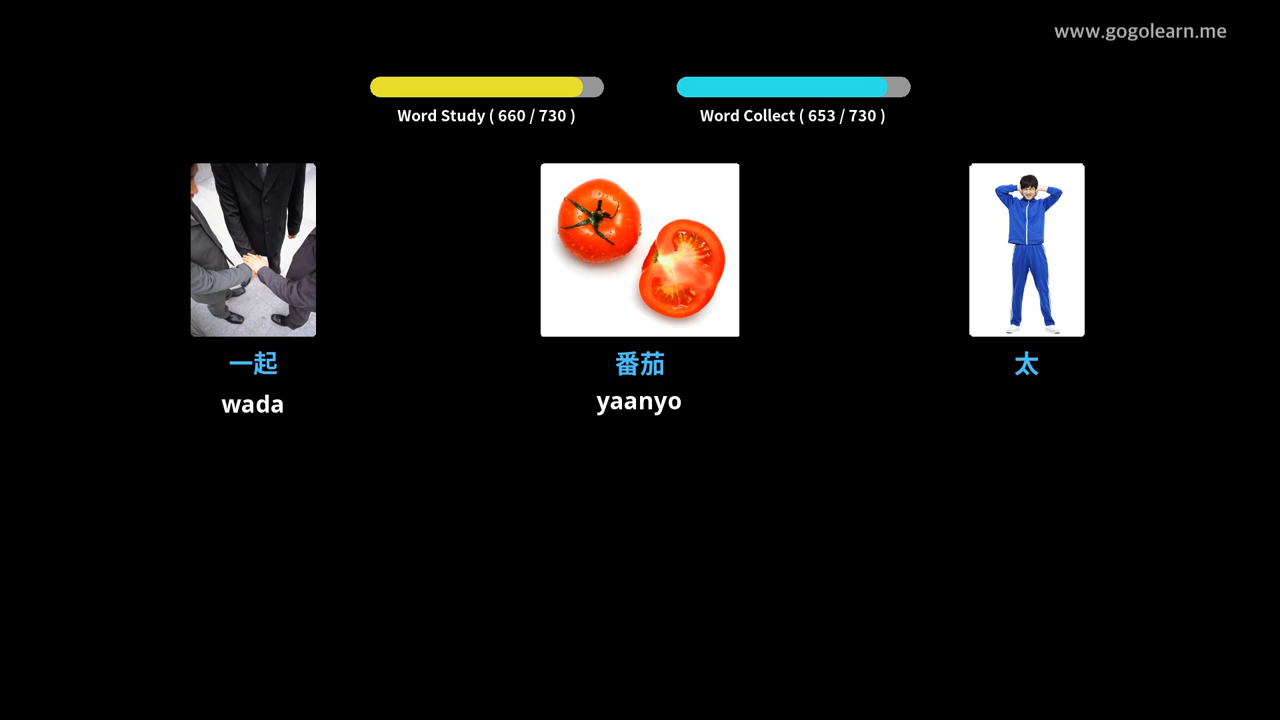 www.gogolearn.me
Word Study ( 660 / 730 )
Word Collect ( 653 / 730 )
一起
番茄
太
wada
yaanyo